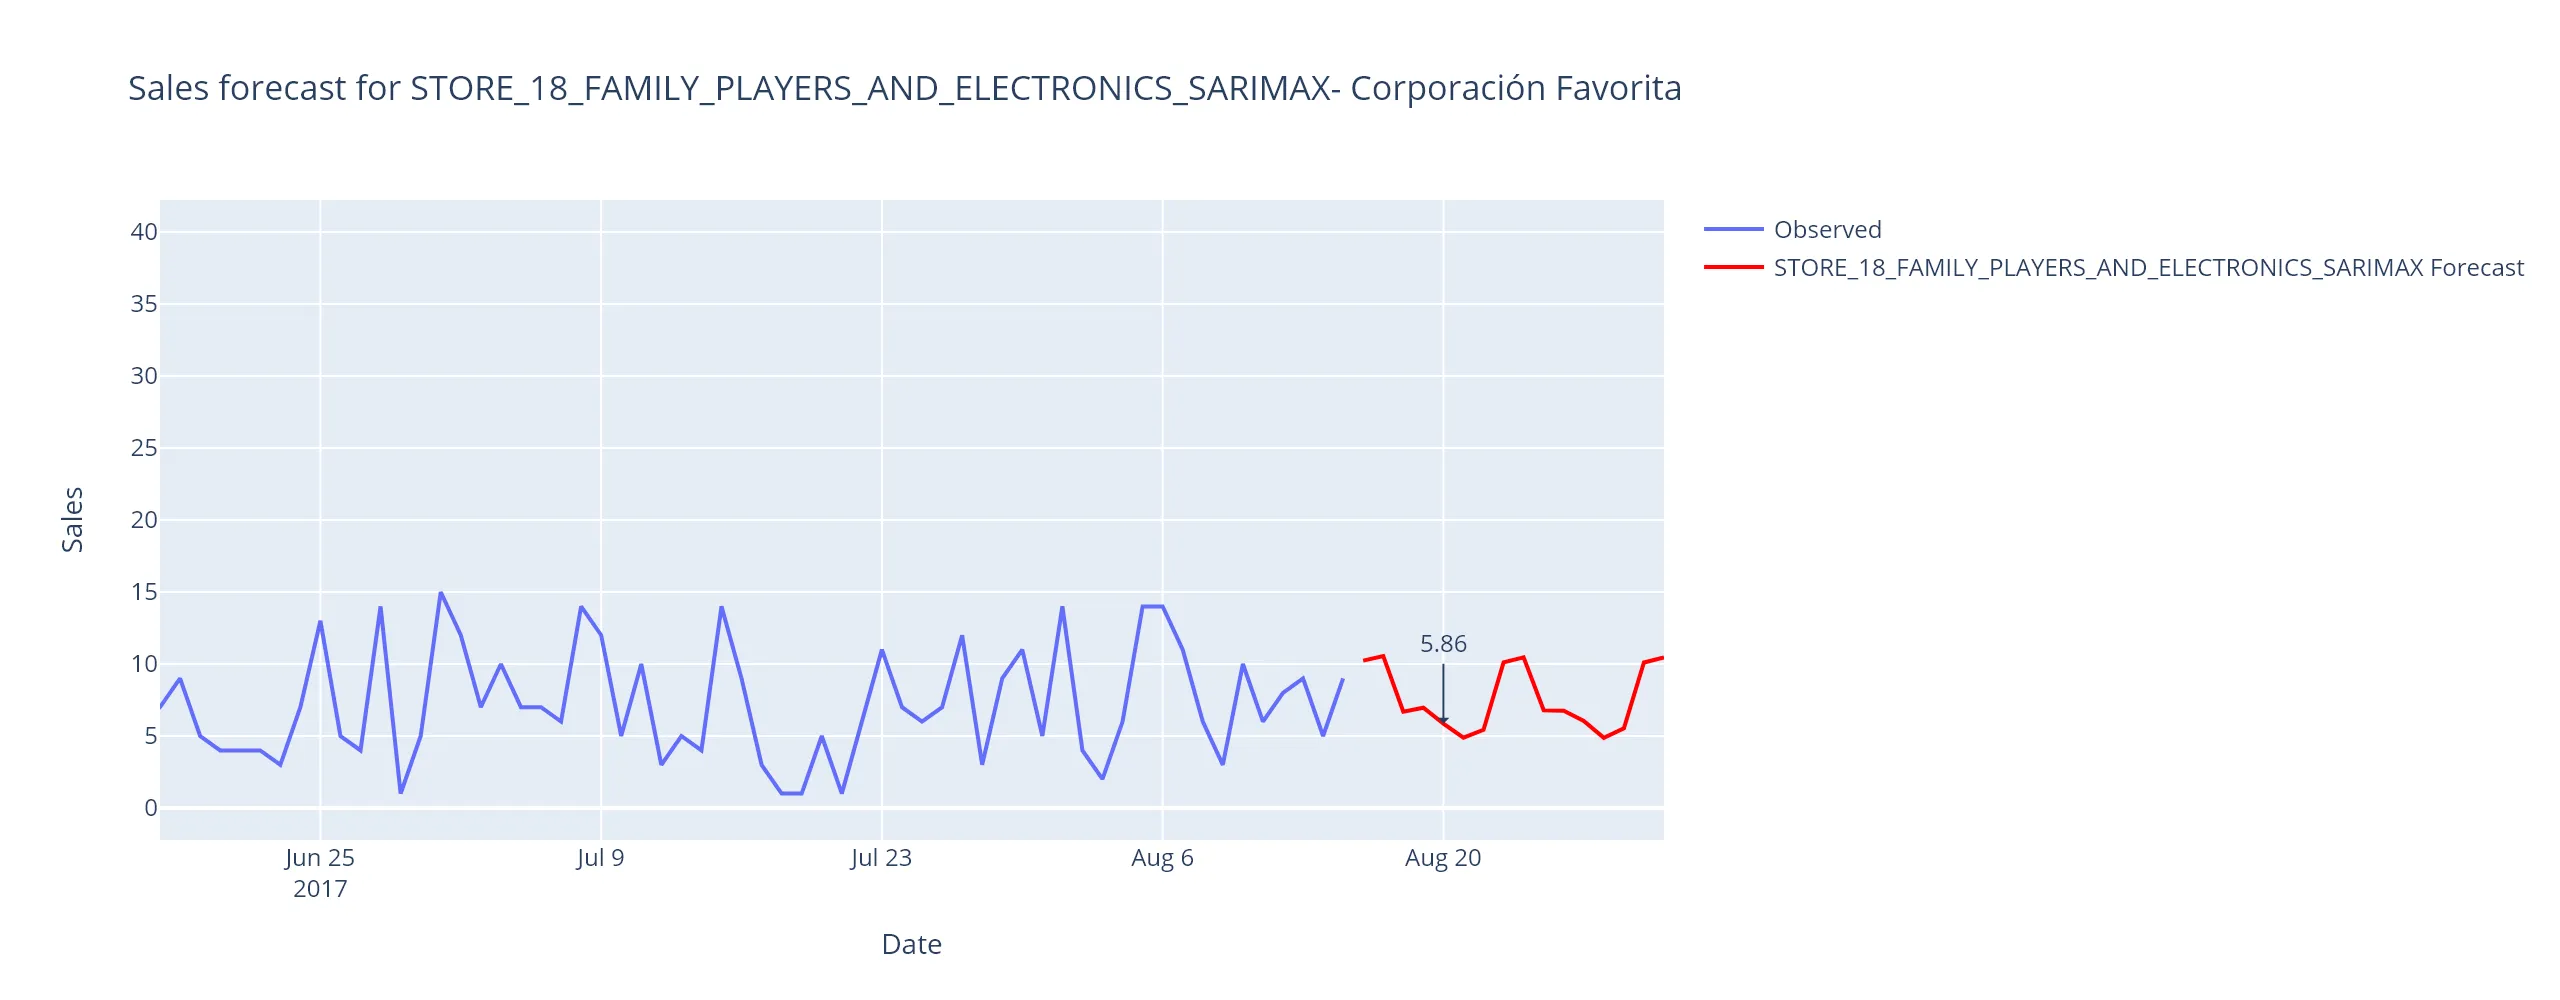 Sales forecast for STORE_18_FAMILY_PLAYERS_AND_ELECTRONICS_SARIMAX- Corporación Favorita
Observed
STORE_18_FAMILY_PLAYERS_AND_ELECTRONICS_SARIMAX Forecast
40
35
30
25
20
15
10
5
0
Sales
5.86
Jun 25
2017
Jul 9
Jul 23
Aug 6
Aug 20
Date